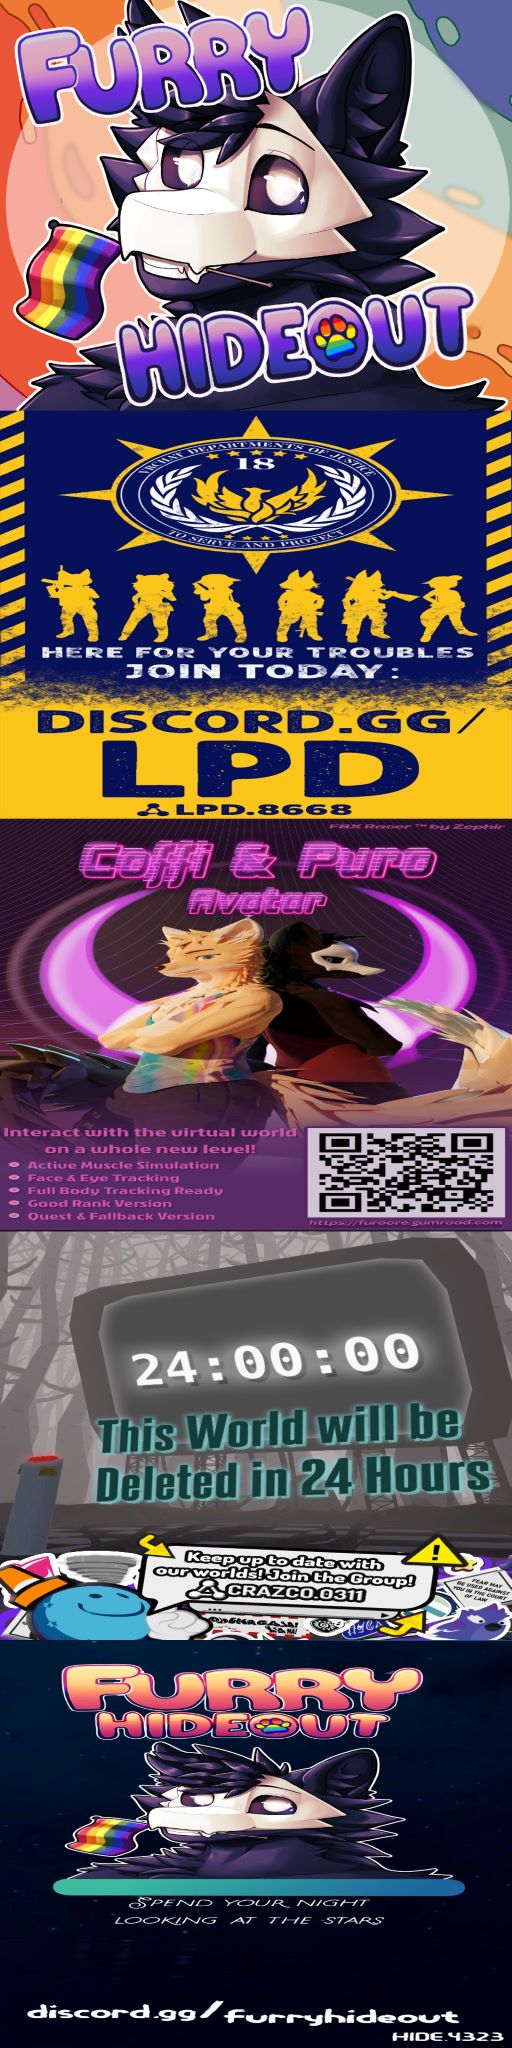 FURRY
HIDEOUT
VRCHAT DEPARTMENTS OF JUSTICE
18
TO SERVE AND PROTECT
HERE FOR YOUR TROUBLES
JOIN TODAY:
DISCORD.GG/
LPD
LPD.8668
FBX Racer ™ by Zephir
Coffi & Puro
Avatar
Interact with the virtual world
on a whole new level!
Active Muscle Simulation
Face & Eye Tracking
Full Body Tracking Ready
Good Rank Version
Quest & Fallback Version
https://furoore.gumroad.com
24:00:00
This World will be
Deleted in 24 Hours
Keep up to date with
our worlds! Join the Group!
CRAZCO.0311
FEAR MAY
BE USED AGAINST
YOU IN THE COURT
OF LAW
FURRY
HIDEOUT
SPEND YOUR NIGHT
LOOKING AT THE STARS
discord.gg/furryhideout
HIDE.4323